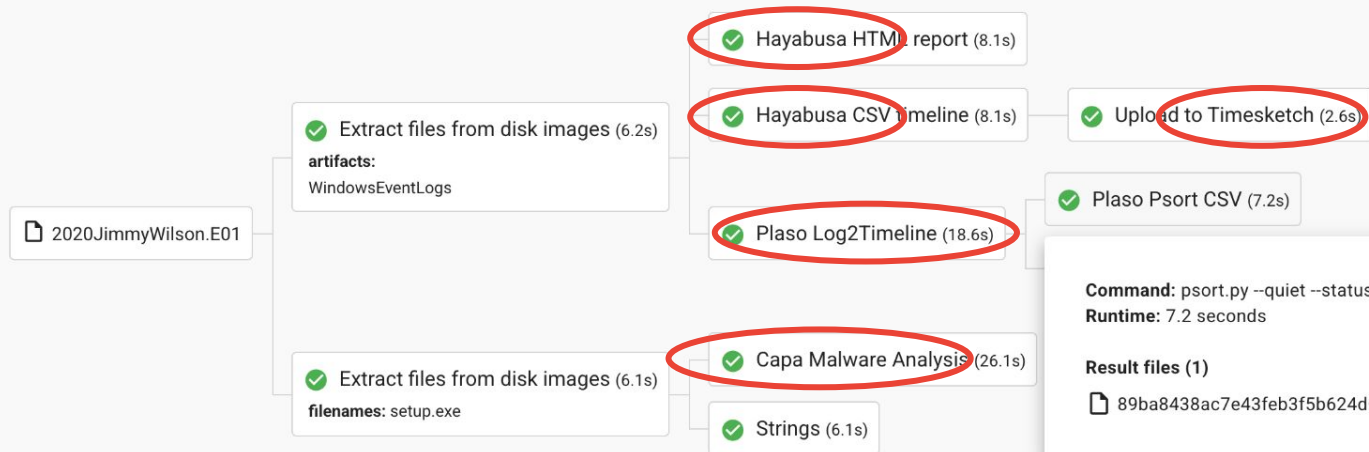 Hayabusa HTML report (8.1s)
Extract files from disk images (6.2s)
artifacts:
WindowsEventLogs
Hayabusa CSV timeline (8.1s)
Upload to Timesketch (2.6s)
2020JimmyWilson.E01
Plaso Log2Timeline (18.6s)
Plaso Psort CSV (7.2s)
Command: psort.py --quiet --status
Runtime: 7.2 seconds
Result files (1)
89ba8438ac7e43feb3f5b624d
Extract files from disk images (6.1s)
filenames: setup.exe
Capa Malware Analysis (26.1s)
Strings (6.1s)